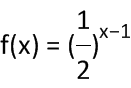 f(x) = (1/2)^x−1